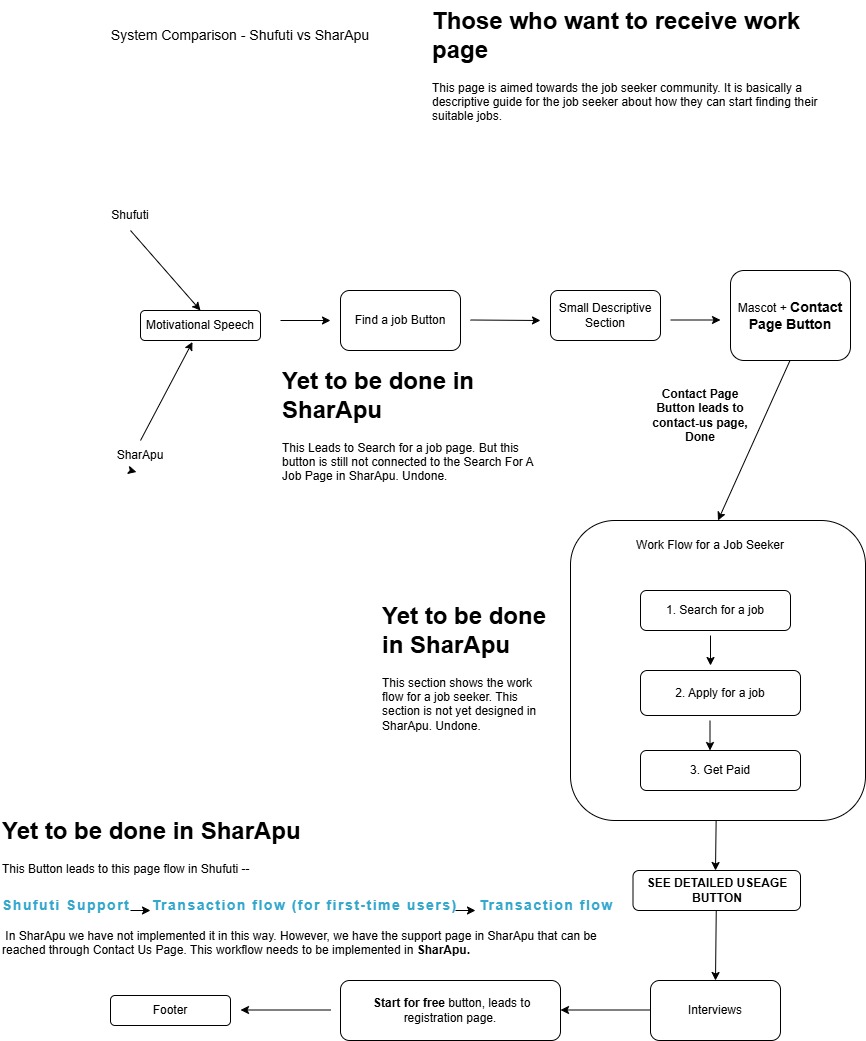 System Comparison - Shufuti vs SharApu
Those who want to receive work
page
This page is aimed towards the job seeker community. It is basically a
descriptive guide for the job seeker about how they can start finding their
suitable jobs.
Shufuti
Motivational Speech
Find a job Button
Small Descriptive
Section
Mascot + Contact
Page Button
Yet to be done in
SharApu
This Leads to Search for a job page. But this
button is still not connected to the Search For A
Job Page in SharApu. Undone.
Contact Page
Button leads to
contact-us page,
Done
SharApu
Work Flow for a Job Seeker
1. Search for a job
2. Apply for a job
3. Get Paid
Yet to be done
in SharApu
This section shows the work
flow for a job seeker. This
section is not yet designed in
SharApu. Undone.
Yet to be done in SharApu
This Button leads to this page flow in Shufuti --
Shufuti Support Transaction flow (for first-time users) Transaction flow
In SharApu we have not implemented it in this way. However, we have the support page in SharApu that can be
reached through Contact Us Page. This workflow needs to be implemented in SharApu.
SEE DETAILED USEAGE
BUTTON
Interviews
Start for free button, leads to
registration page.
Footer